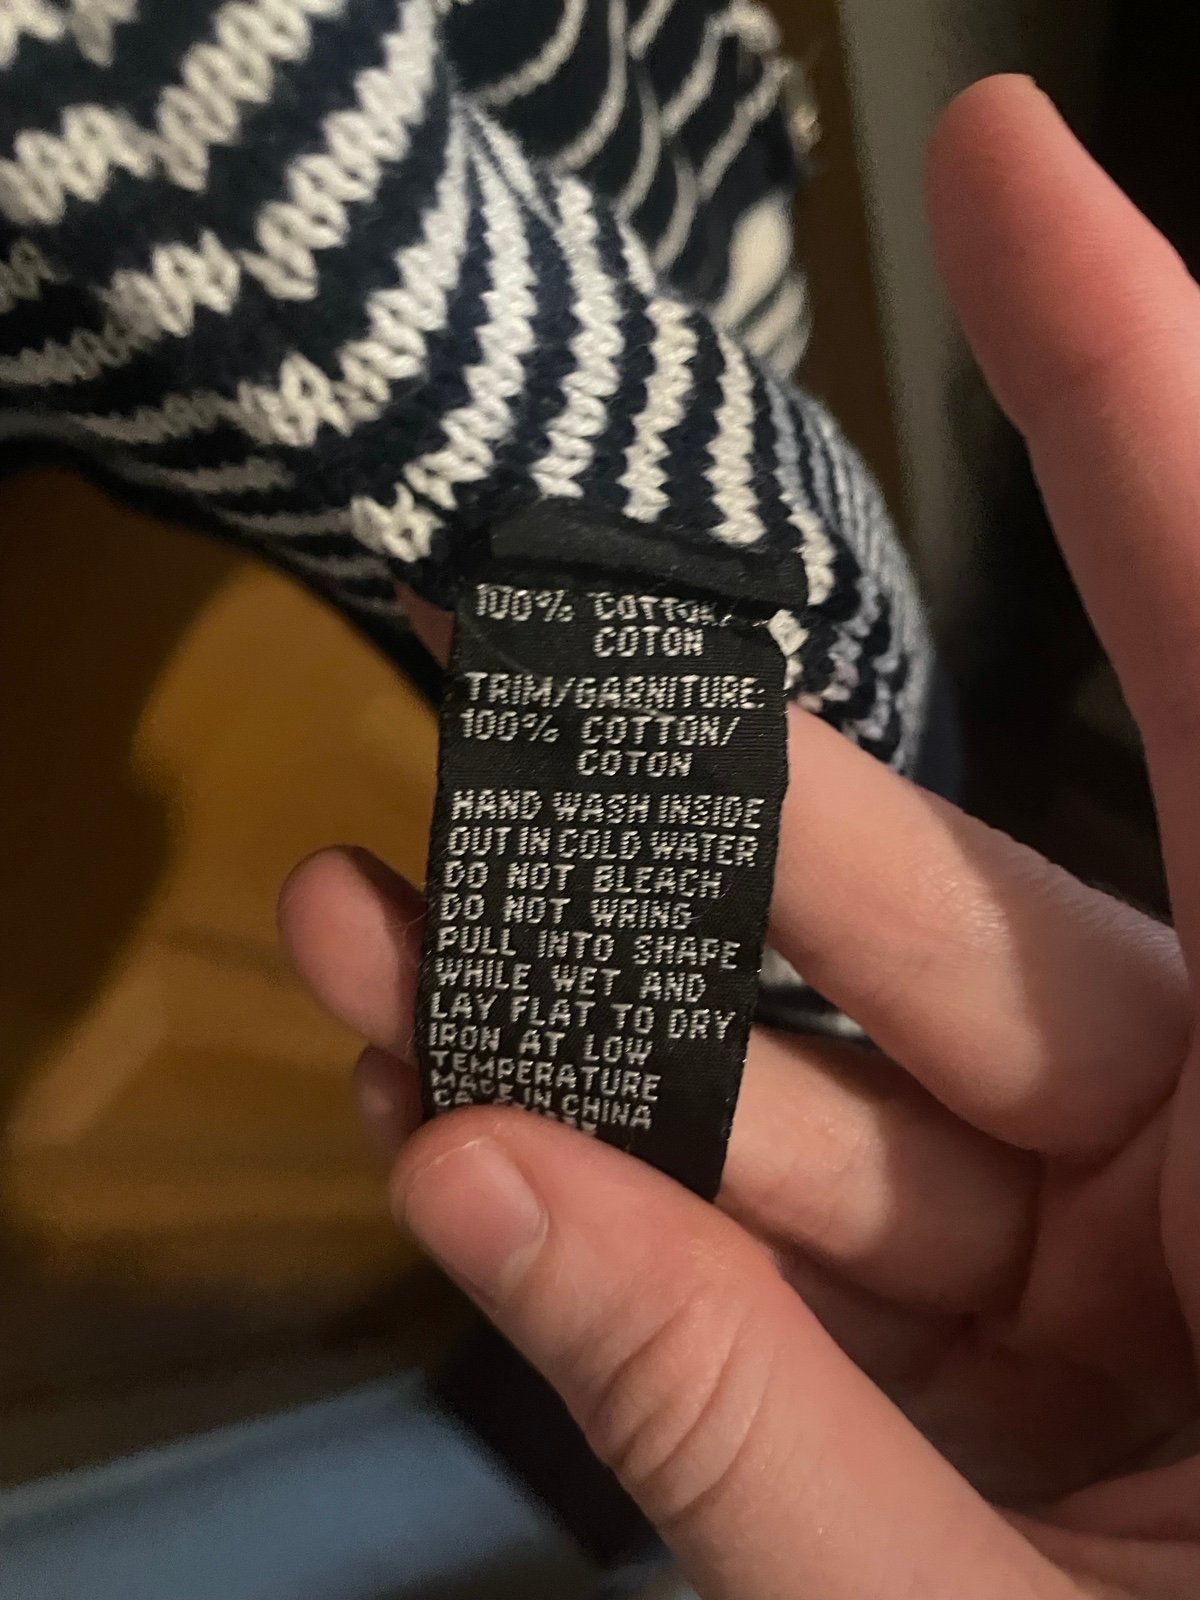 100% COTTON/
COTON
TRIM/GARNITURE:
100% COTTON/
COTON
HAND WASH INSIDE
OUT IN COLD WATER
DO NOT BLEACH
DO NOT WRING
PULL INTO SHAPE
WHILE WET AND
LAY FLAT TO DRY
IRON AT LOW
TEMPERATURE
MADE IN CHINA